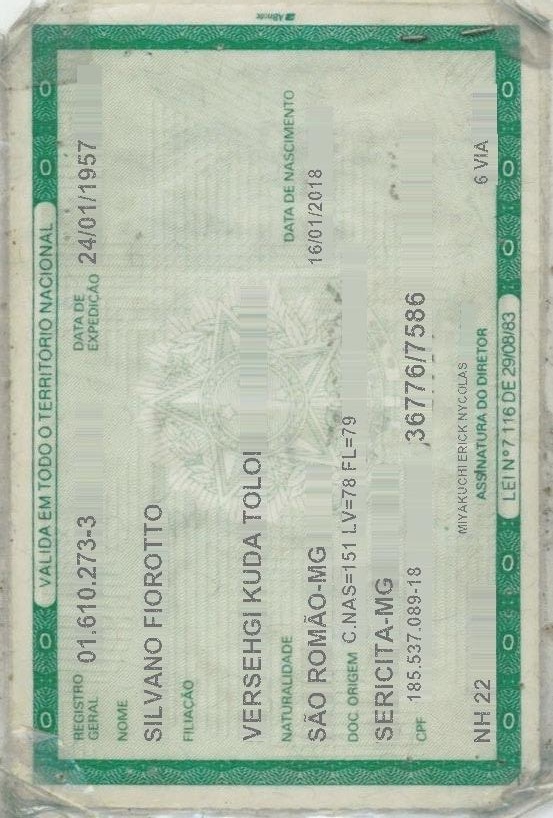 VALIDA EM TODO O TERRITÓRIO NACIONAL
REGISTRO GERAL 01.610.273-3 DATA DE EXPEDIÇÃO 24/01/1957
NOME
SILVANO FIOROTTO
FILIAÇÃO
VERSEHGI KUDA TOLOI
NATURALIDADE DATA DE NASCIMENTO
SÃO ROMÃO-MG 16/01/2018
DOC ORIGEM C.NAS=151 LV=78 FL=79
SERICITA-MG
CPF 185.537.089-18 36776/7586
MIYAKUCHI ERICK NYCOLAS
NH 22 ASSINATURA DO DIRETOR 6 VIA
LEI Nº 7116 DE 29/08/83